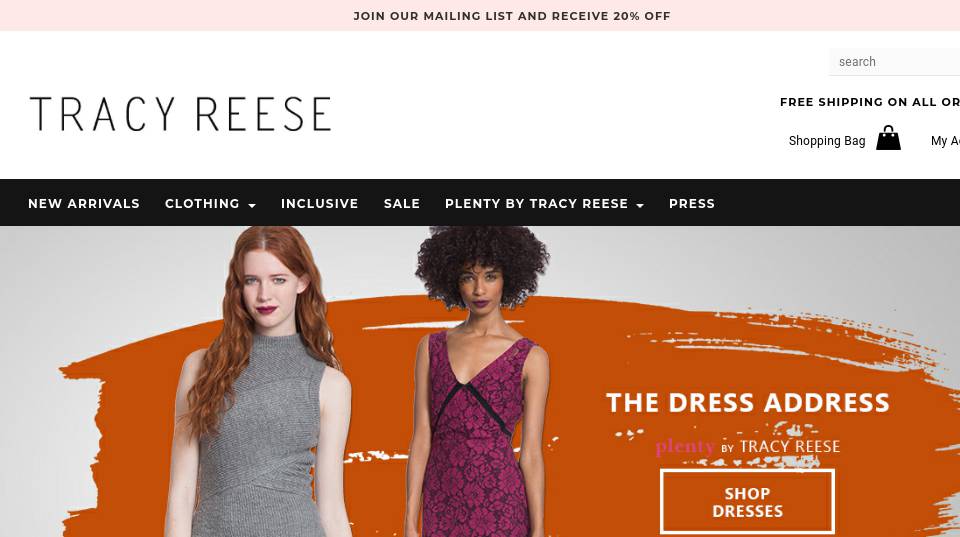 JOIN OUR MAILING LIST AND RECEIVE 20% OFF
search
TRACY REESE
FREE SHIPPING ON ALL
Shopping Bag
My
NEW ARRIVALS CLOTHING INCLUSIVE SALE PLENTY BY TRACY REESE PRESS
THE DRESS ADDRESS
plenty BY TRACY REESE
SHOP
DRESSES